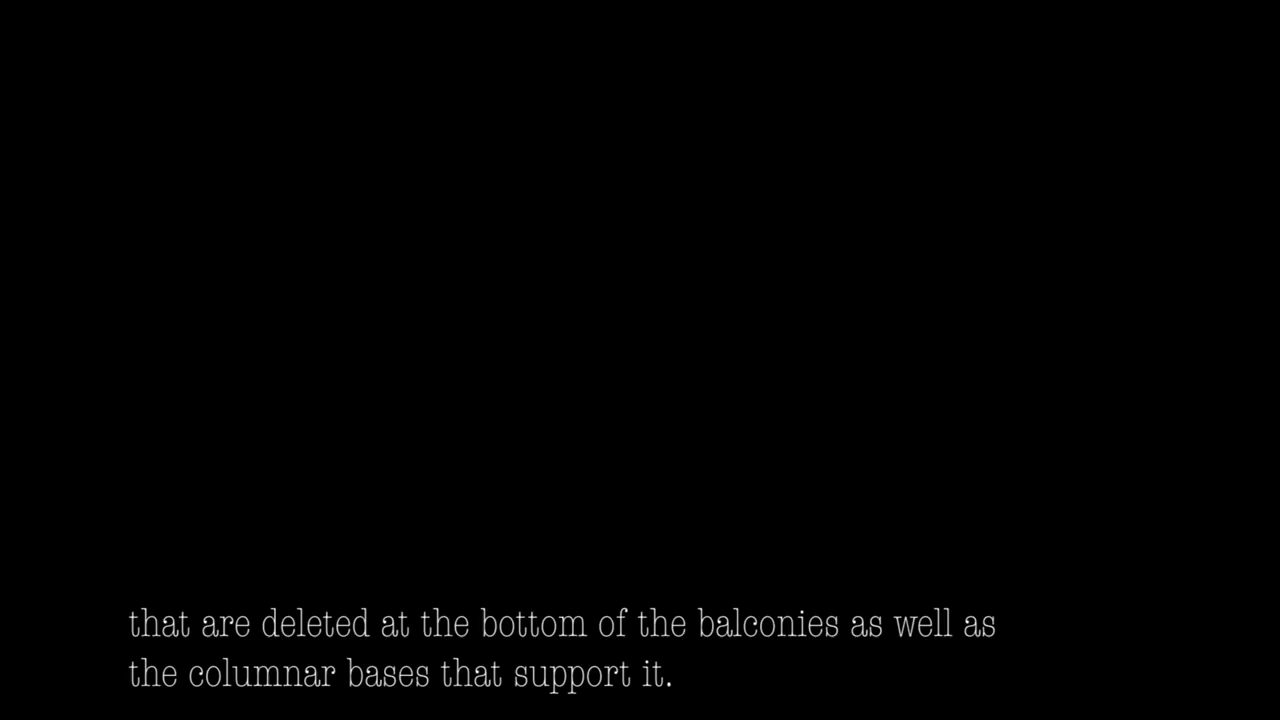 that are deleted at the bottom of the balconies as well as
the columnar bases that support it.